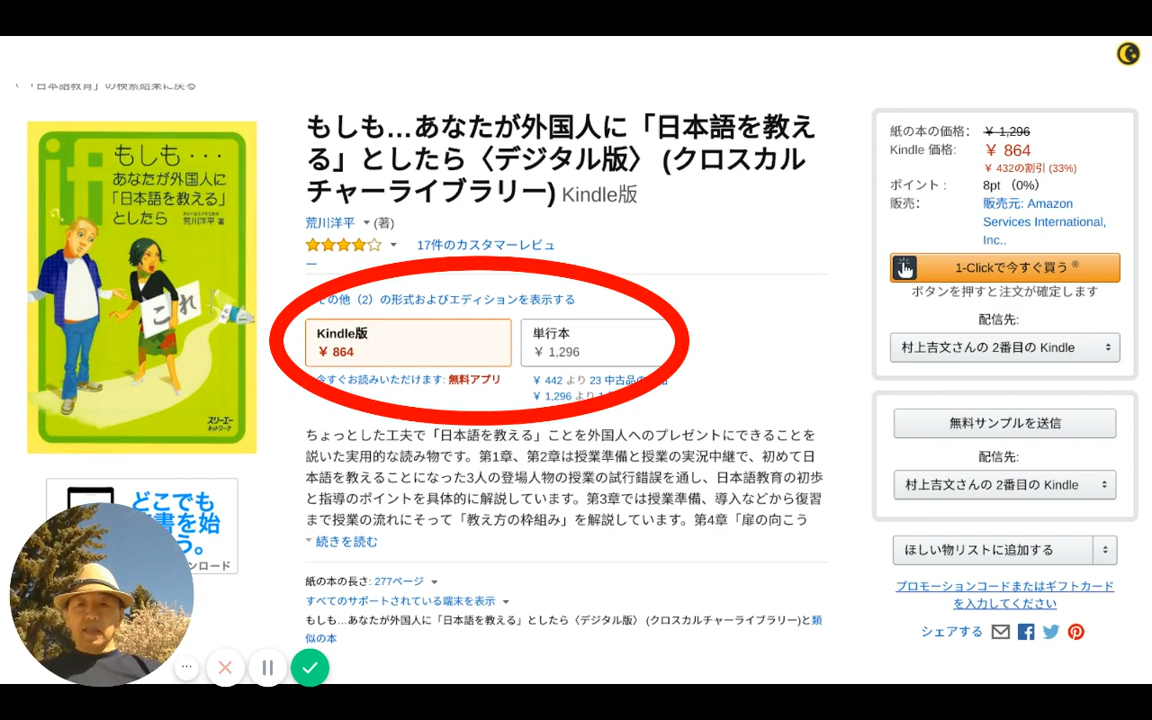 「日本語教育」の検索結果に戻る
もしも…あなたが外国人に「日本語を教え
る」としたら〈デジタル版〉 (クロスカル
チャーライブラリー) Kindle版
荒川洋平 (著)
17件のカスタマーレビュ
ー
その他（2）の形式およびエディションを表示する
Kindle版
￥ 864
単行本
￥ 1,296
今すぐお読みいただけます: 無料アプリ
￥ 442 より 23 中古品の
￥ 1,296 より
ちょっとした工夫で「日本語を教える」ことを外国人へのプレゼントにできることを
説いた実用的な読み物です。第1章、第2章は授業準備と授業の実況中継で、初めて日
本語を教えることになった3人の登場人物の授業の試行錯誤を通し、日本語教育の初歩
と指導のポイントを具体的に解説しています。第3章では授業準備、導入などから復習
まで授業の流れにそって「教え方の枠組み」を解説しています。第4章「扉の向こう
続きを読む
紙の本の長さ: 277ページ
すべてのサポートされている端末を表示
もしも…あなたが外国人に「日本語を教える」としたら〈デジタル版〉 (クロスカルチャーライブラリー)と類
似の本
if
もしも・・・
あなたが外国人に
「日本語を教える」
としたら
荒川洋平 著
これ
スリーエー
ネットワーク
どこでも
書を始
う。
ンロード
紙の本の価格: ￥ 1,296
Kindle 価格: ￥ 864
￥ 432の割引 (33%)
ポイント : 8pt (0%)
販売: 販売元: Amazon
Services International,
Inc..
1-Clickで今すぐ買う ®
ボタンを押すと注文が確定します
配信先:
村上吉文さんの 2番目の Kindle
無料サンプルを送信
配信先:
村上吉文さんの 2番目の Kindle
ほしい物リストに追加する
プロモーションコードまたはギフトカード
を入力してください
シェアする